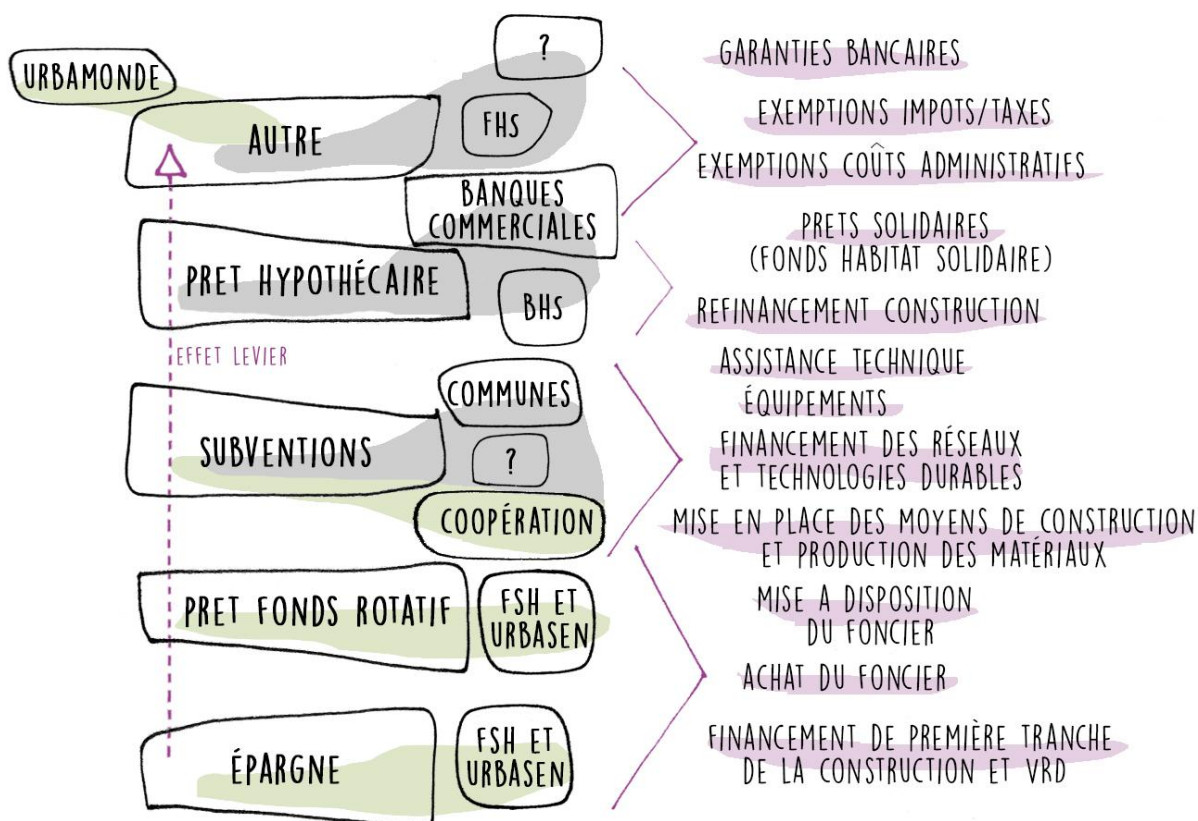 URBAMONDE
?
AUTRE
FHS
BANQUES
COMMERCIALES
PRET HYPOTHÉCAIRE
BHS
EFFET LEVIER
COMMUNES
SUBVENTIONS
?
COOPÉRATION
PRET FONDS ROTATIF
FSH ET
URBASEN
ÉPARGNE
FSH ET
URBASEN
GARANTIES BANCAIRES
EXEMPTIONS IMPOTS/TAXES
EXEMPTIONS COÛTS ADMINISTRATIFS
PRETS SOLIDAIRES
(FONDS HABITAT SOLIDAIRE)
REFINANCEMENT CONSTRUCTION
ASSISTANCE TECHNIQUE
ÉQUIPEMENTS
FINANCEMENT DES RÉSEAUX
ET TECHNOLOGIES DURABLES
MISE EN PLACE DES MOYENS DE CONSTRUCTION
ET PRODUCTION DES MATÉRIAUX
MISE A DISPOSITION
DU FONCIER
ACHAT DU FONCIER
FINANCEMENT DE PREMIÈRE TRANCHE
DE LA CONSTRUCTION ET VRD